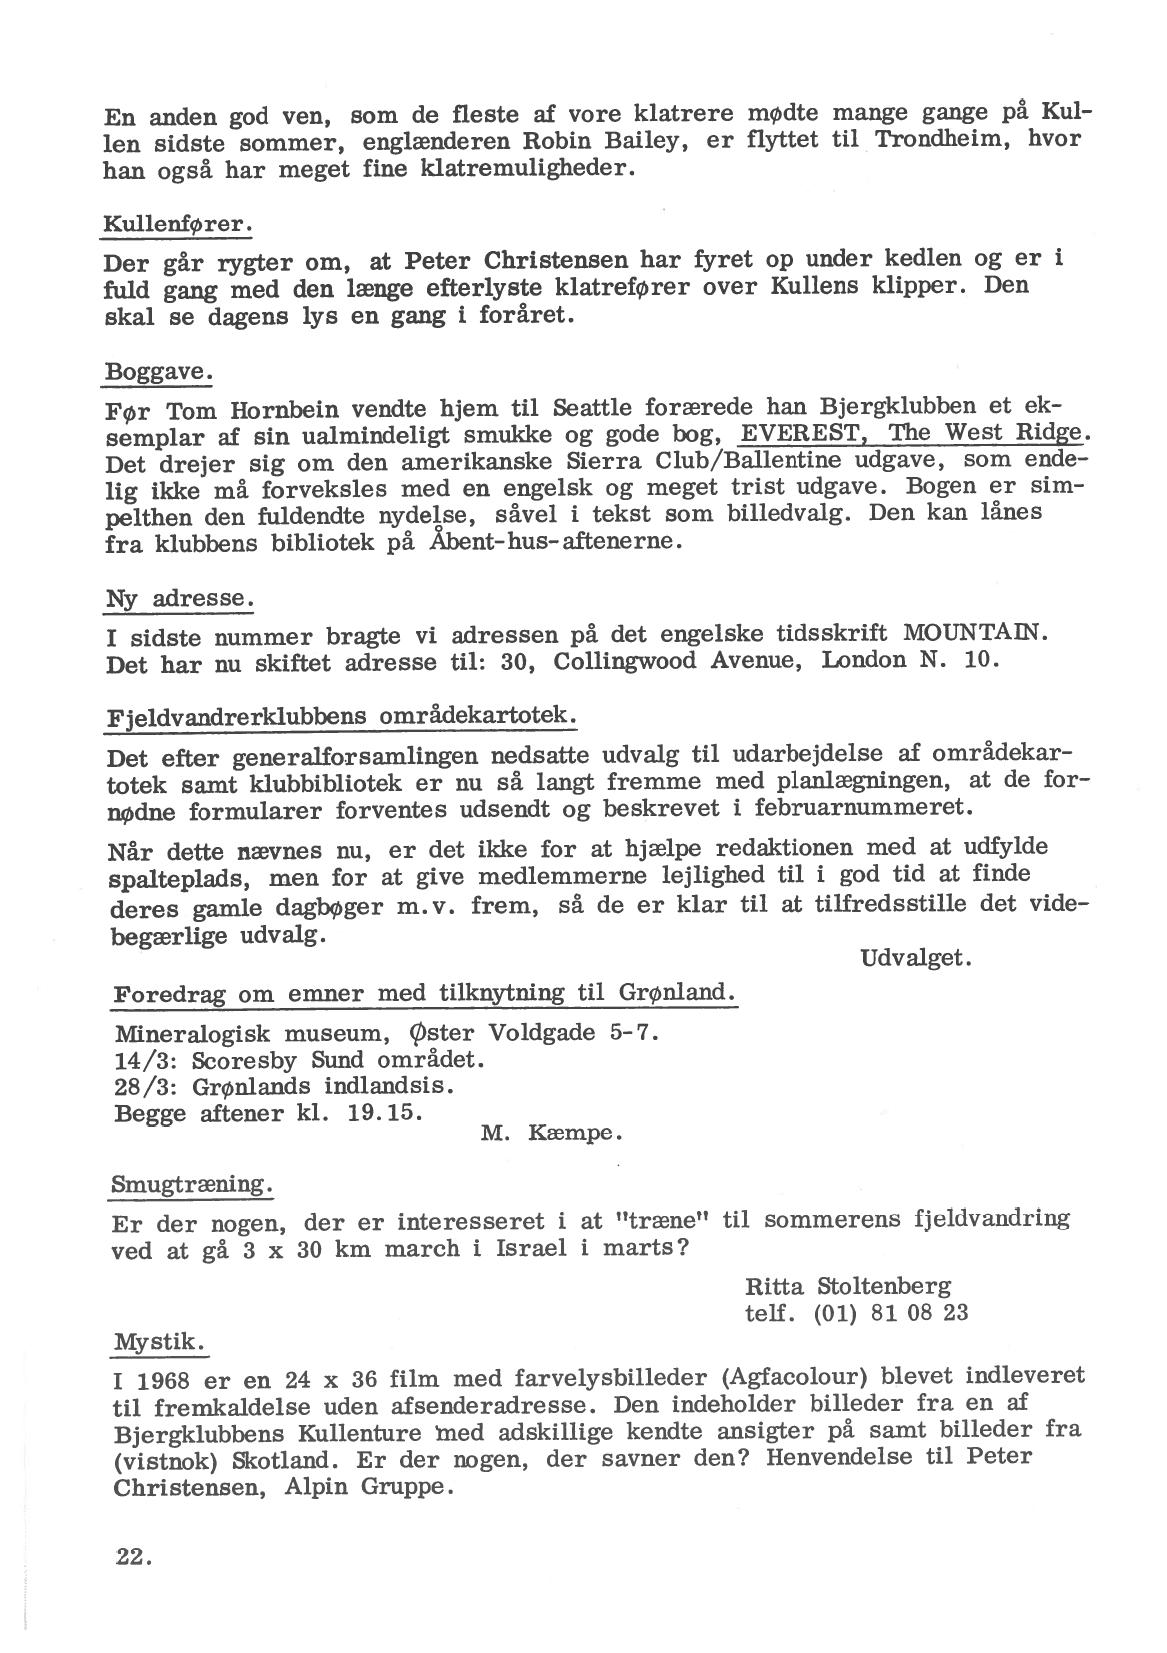 En anden god ven, som de fleste af vore klatrere mødte mange gange på Kul-
len sidste sommer, englænderen Robin Bailey, er flyttet til Trondheim, hvor
han også har meget fine klatremuligheder.
Kullenfører.
Der går rygter om, at Peter Christensen har fyret op under kedlen og er i
fuld gang med den længe efterlyste klatrefører over Kullens klipper. Den
skal se dagens lys en gang i foråret.
Boggave.
Før Tom Hornbein vendte hjem til Seattle forærede han Bjergklubben et ek-
semplar af sin ualmindeligt smukke og gode bog, EVEREST, The West Ridge.
Det drejer sig om den amerikanske Sierra Club/Ballentine udgave, som ende-
lig ikke må forveksles med en engelsk og meget trist udgave. Bogen er sim-
pelthen den fuldendte nydelse, såvel i tekst som billedvalg. Den kan lånes
fra klubbens bibliotek på Åbent-hus-aftenerne.
Ny adresse.
I sidste nummer bragte vi adressen på det engelske tidsskrift MOUNTAIN.
Det har nu skiftet adresse til: 30, Collingwood Avenue, London N. 10.
Fjeldvandrerklubbens områdekartotek.
Det efter generalforsamlingen nedsatte udvalg til udarbejdelse af områdekar-
totek samt klubbibliotek er nu så langt fremme med planlægningen, at de for-
nødne formularer forventes udsendt og beskrevet i februarnummeret.
Når dette nævnes nu, er det ikke for at hjælpe redaktionen med at udfylde
spalteplads, men for at give medlemmerne lejlighed til i god tid at finde
deres gamle dagbøger m.v. frem, så de er klar til at tilfredsstille det vide-
begærlige udvalg.
Udvalget.
Foredrag om emner med tilknytning til Grønland.
Mineralogisk museum, Øster Voldgade 5-7.
14/3: Scoresby Sund området.
28/3: Grønlands indlandsis.
Begge aftener kl. 19.15.
M. Kæmpe.
Smugtræning.
Er der nogen, der er interesseret i at "træne" til sommerens fjeldvandring
ved at gå 3 x 30 km march i Israel i marts?
Ritta Stoltenberg
telf. (01) 81 08 23
Mystik.
I 1968 er en 24 x 36 film med farvelysbilleder (Agfacolour) blevet indleveret
til fremkaldelse uden afsenderadresse. Den indeholder billeder fra en af
Bjergklubbens Kullenture med adskillige kendte ansigter på samt billeder fra
(vistnok) Skotland. Er der nogen, der savner den? Henvendelse til Peter
Christensen, Alpin Gruppe.
22.